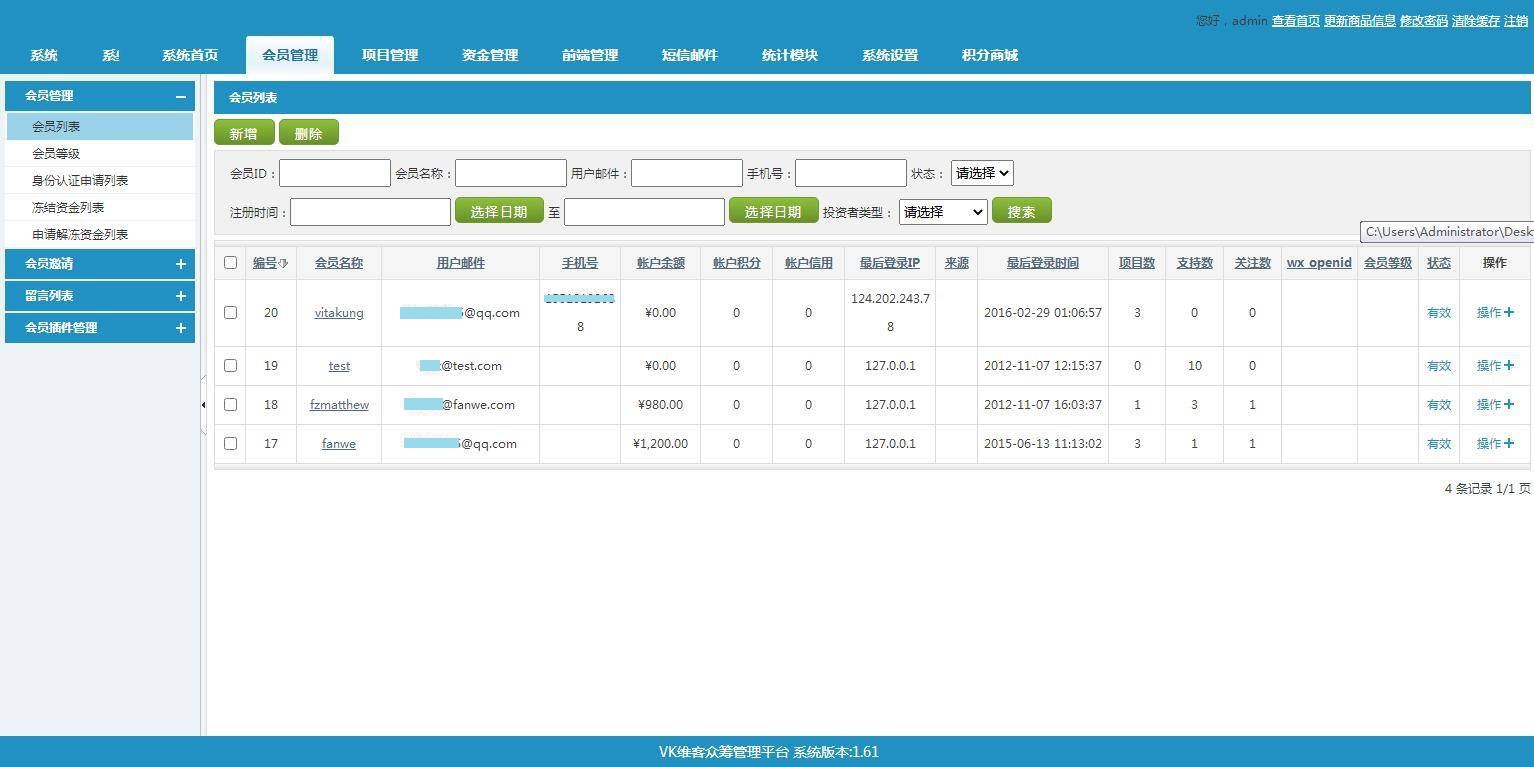 您好，admin 查看首页 更新商品信息 修改密码 清除缓存 注销
系统 系统首页 会员管理 项目管理 资金管理 前端管理 短信邮件 统计模块 系统设置 积分商城
会员管理
会员列表
会员等级
身份认证申请列表
冻结资金列表
申请解冻资金列表
会员邀请
留言列表
会员插件管理
会员列表
新增 删除
会员ID： 会员名称： 用户邮件： 手机号： 状态： 请选择
注册时间： 选择日期 至 选择日期 投资者类型： 请选择 搜索
C:\Users\Administrator\Desk
编号 会员名称 用户邮件 手机号 帐户余额 帐户积分 帐户信用 最后登录IP 来源 最后登录时间 项目数 支持数 关注数 wx_openid 会员等级 状态 操作
20 vitakung @qq.com 8 ¥0.00 0 0 124.202.243.78 2016-02-29 01:06:57 3 0 0 有效 操作
19 test @test.com ¥0.00 0 0 127.0.0.1 2012-11-07 12:15:37 0 10 0 有效 操作
18 fzmatthew @fanwe.com ¥980.00 0 0 127.0.0.1 2012-11-07 16:03:37 1 3 1 有效 操作
17 fanwe @qq.com ¥1,200.00 0 0 127.0.0.1 2015-06-13 11:13:02 3 1 1 有效 操作
4 条记录 1/1 页
VK维客众筹管理平台 系统版本:1.61